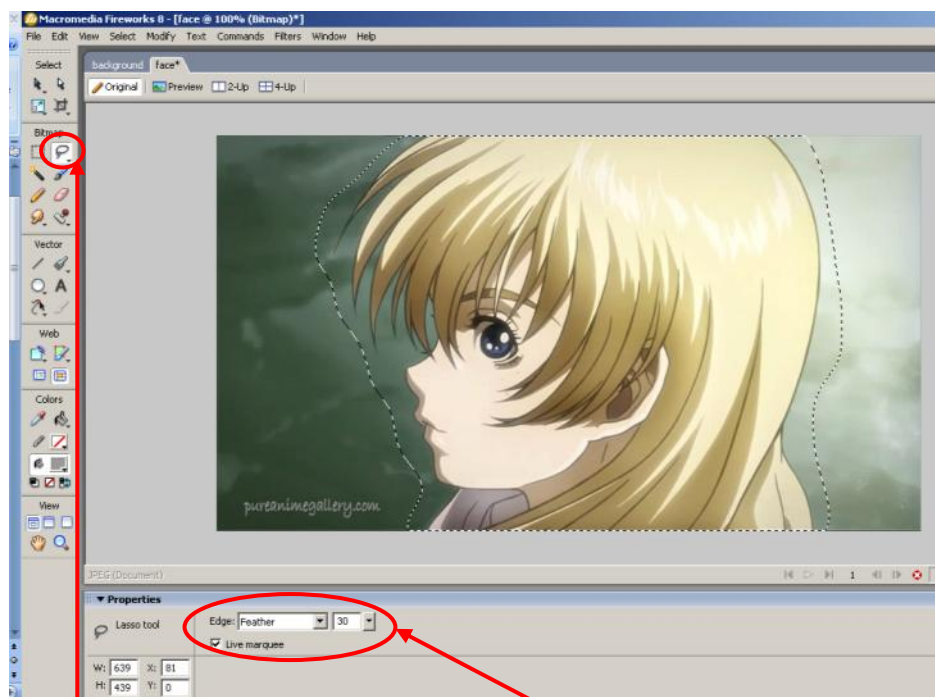 Macromedia Fireworks 8 - [face @ 100% (Bitmap)*]
File Edit View Select Modify Text Commands Filters Window Help
Select
background face*
Original Preview 2-Up 4-Up
Bitmap
Vector
A
Web
Colors
View
pureanimegallery.com
JPEG (Document)
1
Properties
Lasso tool
Edge: Feather 30
Live marquee
W: 639 X: 81
H: 439 Y: 0